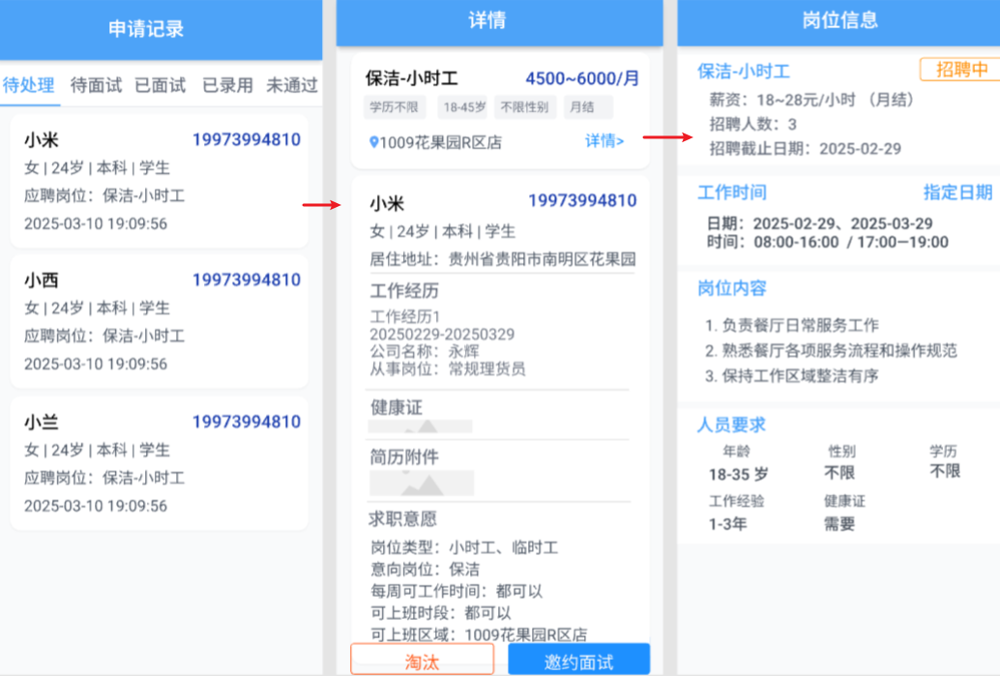 申请记录
待处理 待面试 已面试 已录用 未通过
小米 19973994810
女 | 24岁 | 本科 | 学生
应聘岗位：保洁-小时工
2025-03-10 19:09:56
小西 19973994810
女 | 24岁 | 本科 | 学生
应聘岗位：保洁-小时工
2025-03-10 19:09:56
小兰 19973994810
女 | 24岁 | 本科 | 学生
应聘岗位：保洁-小时工
2025-03-10 19:09:56
详情
保洁-小时工 4500~6000/月
学历不限 18-45岁 不限性别 月结
1009花果园R区店 详情>
小米 19973994810
女 | 24岁 | 本科 | 学生
居住地址：贵州省贵阳市南明区花果园
工作经历
工作经历1
20250229-20250329
公司名称：永辉
从事岗位：常规理货员
健康证
简历附件
求职意愿
岗位类型：小时工、临时工
意向岗位：保洁
每周可工作时间：都可以
可上班时段：都可以
可上班区域：1009花果园R区店
淘汰 邀约面试
岗位信息
保洁-小时工 招聘中
薪资：18~28元/小时 （月结）
招聘人数：3
招聘截止日期：2025-02-29
工作时间 指定日期
日期：2025-02-29、2025-03-29
时间：08:00-16:00 / 17:00—19:00
岗位内容
1. 负责餐厅日常服务工作
2. 熟悉餐厅各项服务流程和操作规范
3. 保持工作区域整洁有序
人员要求
年龄 性别 学历
18-35 岁 不限 不限
工作经验 健康证
1-3年 需要